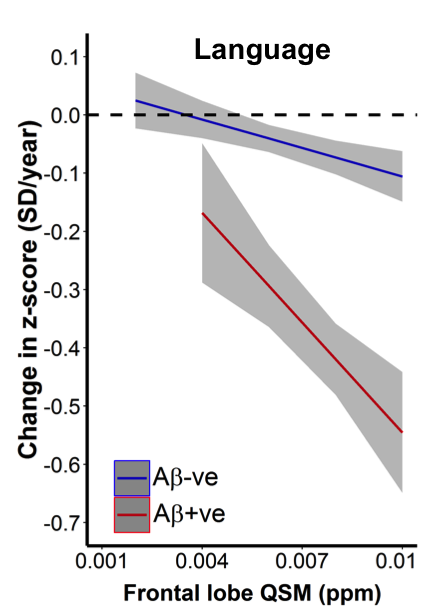 Language
Change in z-score (SD/year)
0.1
0.0
-0.1
-0.2
-0.3
-0.4
-0.5
-0.6
-0.7
Aβ-ve
Aβ+ve
0.001 0.004 0.007 0.01
Frontal lobe QSM (ppm)